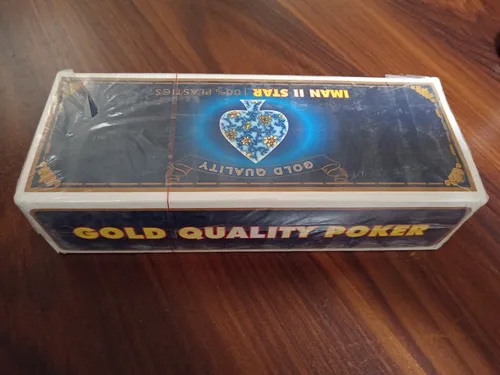 IMAN II STAR 100% PLASTICS
GOLD QUALITY
GOLD QUALITY POKER